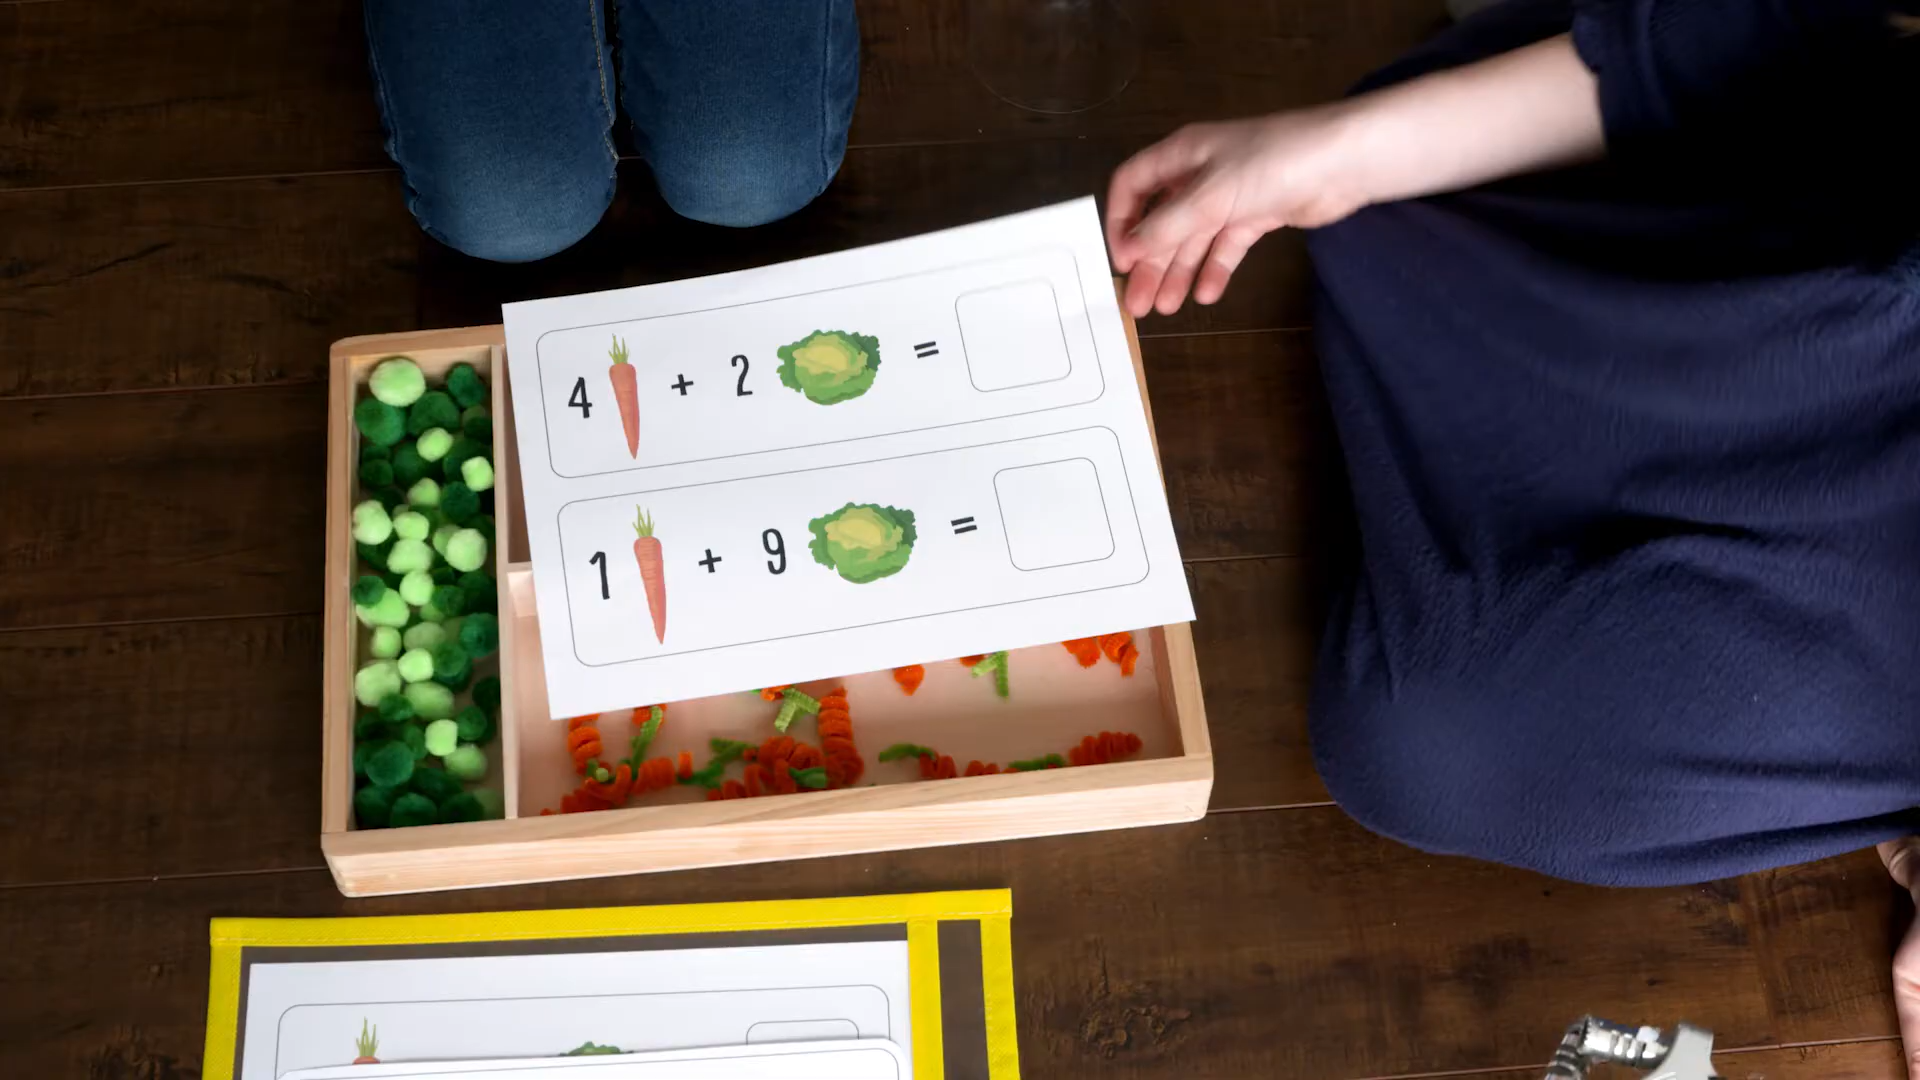 4 + 2 =
1 + 9 =